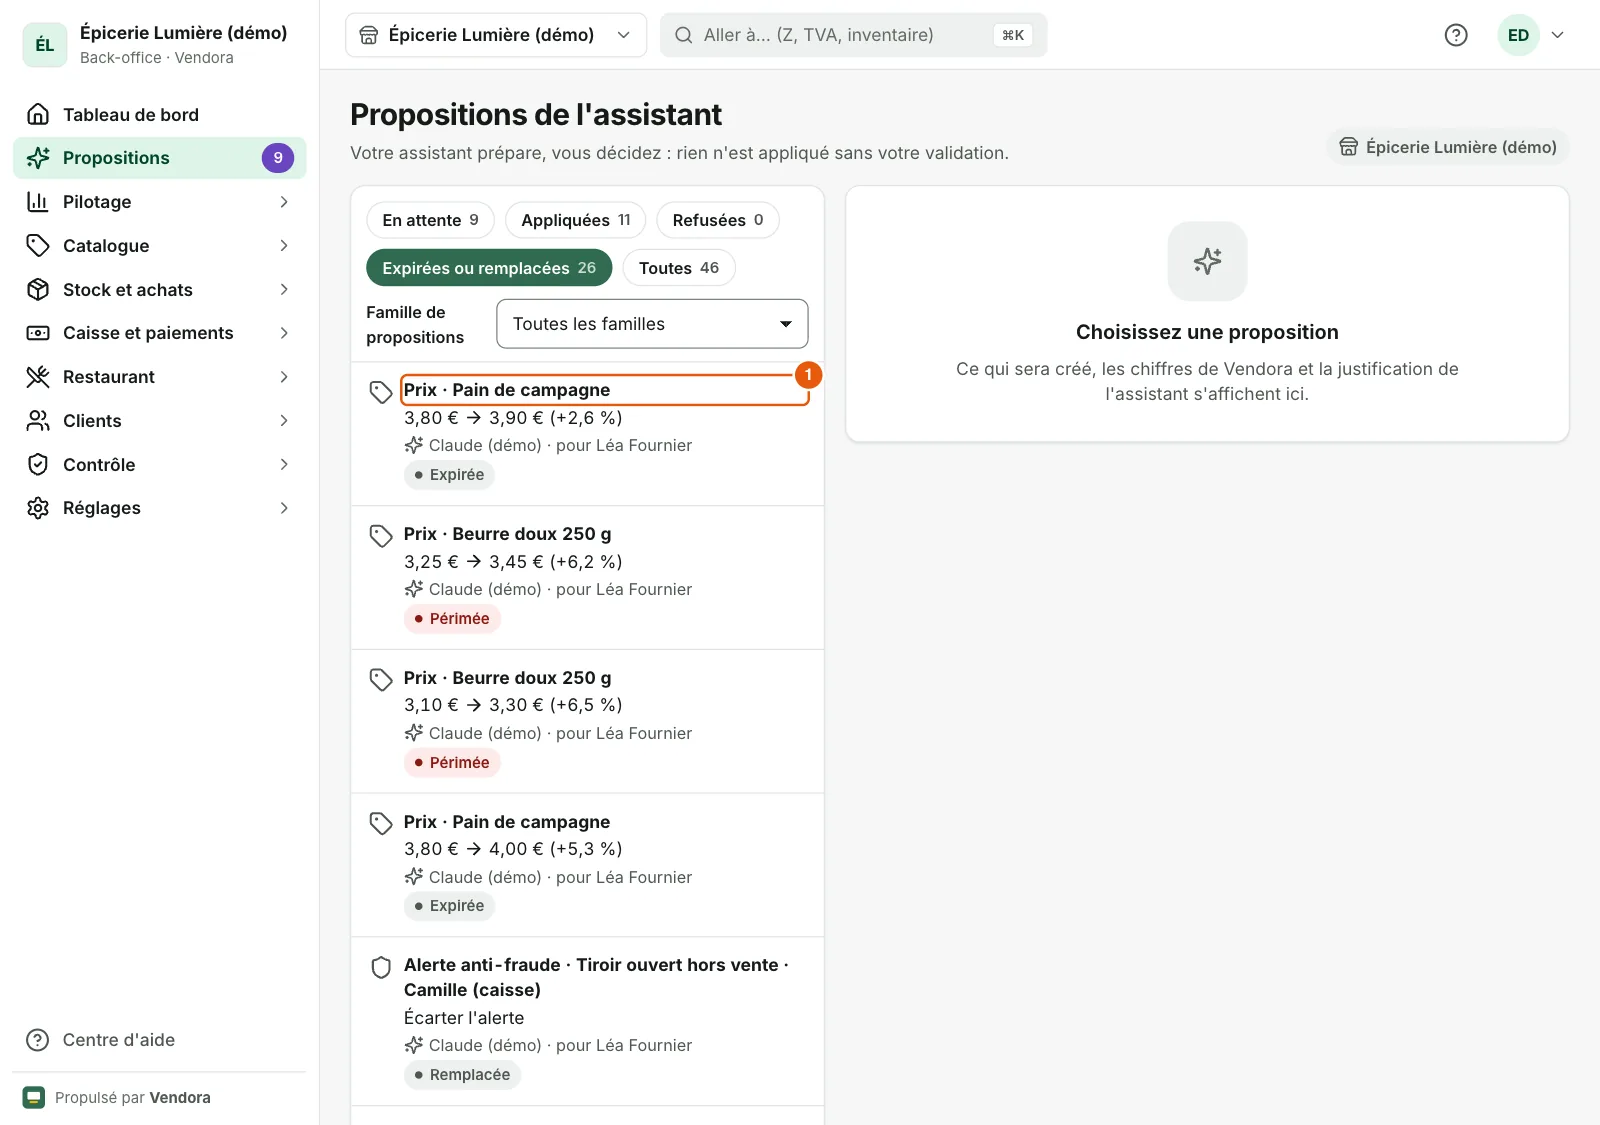 ÉL
Épicerie Lumière (démo)
Back-office · Vendora
Tableau de bord
Propositions 9
Pilotage
Catalogue
Stock et achats
Caisse et paiements
Restaurant
Clients
Contrôle
Réglages
Centre d'aide
Propulsé par Vendora
Épicerie Lumière (démo)
Aller à... (Z, TVA, inventaire) ⌘K
ED
Propositions de l'assistant
Votre assistant prépare, vous décidez : rien n'est appliqué sans votre validation.
Épicerie Lumière (démo)
En attente 9
Appliquées 11
Refusées 0
Expirées ou remplacées 26
Toutes 46
Famille de
propositions
Toutes les familles
1
Prix · Pain de campagne
3,80 € → 3,90 € (+2,6 %)
Claude (démo) · pour Léa Fournier
Expirée
Prix · Beurre doux 250 g
3,25 € → 3,45 € (+6,2 %)
Claude (démo) · pour Léa Fournier
Périmée
Prix · Beurre doux 250 g
3,10 € → 3,30 € (+6,5 %)
Claude (démo) · pour Léa Fournier
Périmée
Prix · Pain de campagne
3,80 € → 4,00 € (+5,3 %)
Claude (démo) · pour Léa Fournier
Expirée
Alerte anti-fraude · Tiroir ouvert hors vente ·
Camille (caisse)
Écarter l'alerte
Claude (démo) · pour Léa Fournier
Remplacée
Choisissez une proposition
Ce qui sera créé, les chiffres de Vendora et la justification de
l'assistant s'affichent ici.